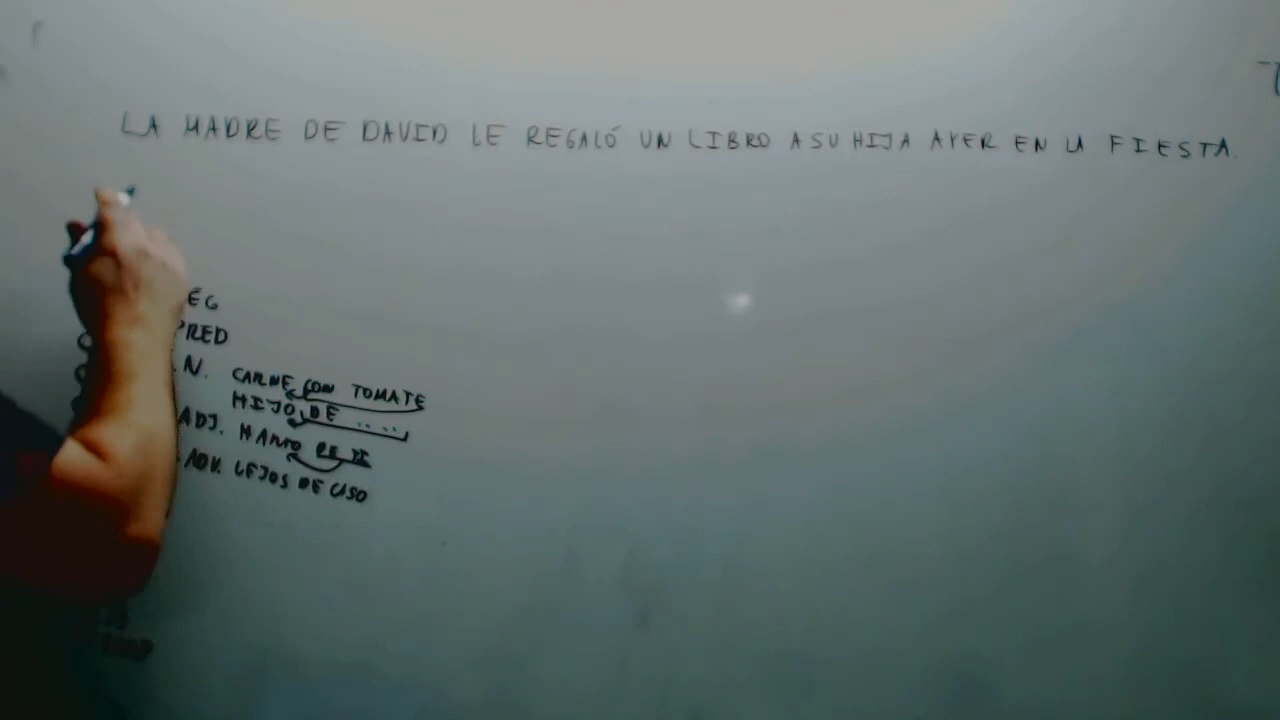 LA MADRE DE DAVID LE REGALÓ UN LIBRO A SU HIJA AYER EN LA FIESTA.
EG
PRED
N. CARNE CON TOMATE
HIJO DE .....
ADJ. HARTO DE TI
ADV. LEJOS DE USO